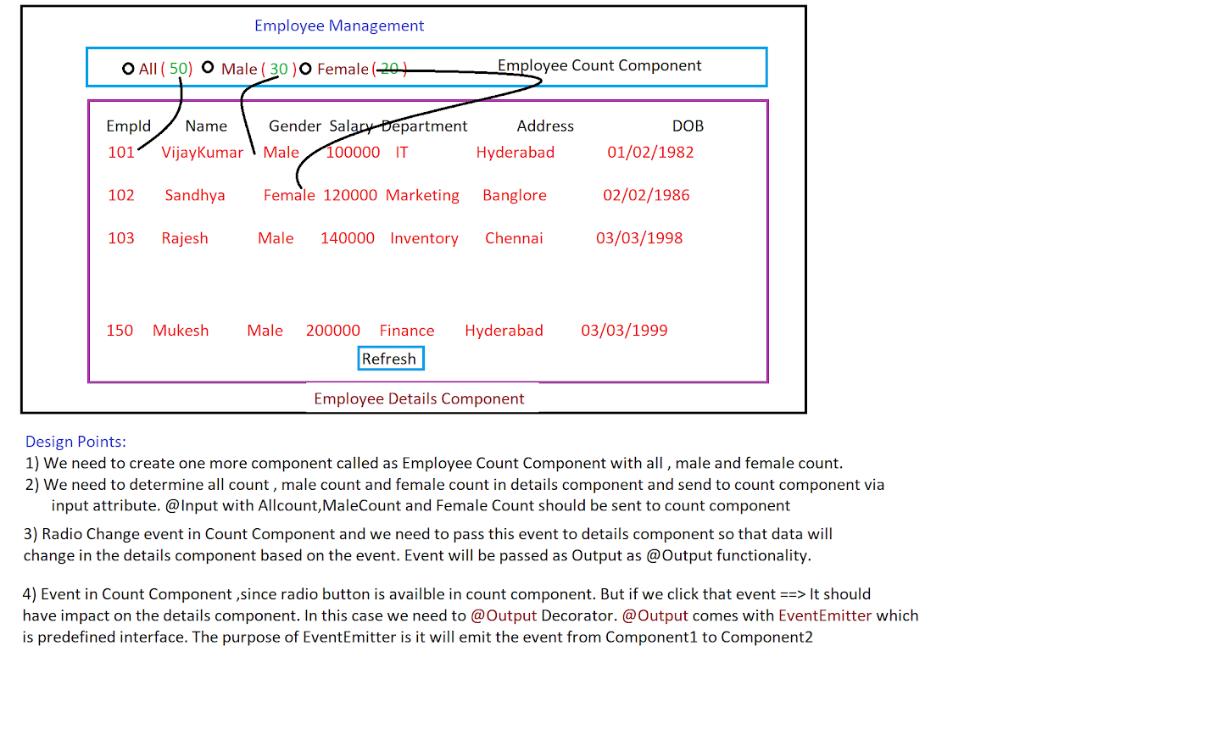 Employee Management
All ( 50) Male ( 30 ) Female ( 20 ) Employee Count Component
EmpId Name Gender Salary Department Address DOB
101 VijayKumar Male 100000 IT Hyderabad 01/02/1982
102 Sandhya Female 120000 Marketing Banglore 02/02/1986
103 Rajesh Male 140000 Inventory Chennai 03/03/1998
150 Mukesh Male 200000 Finance Hyderabad 03/03/1999
Refresh
Employee Details Component
Design Points:
1) We need to create one more component called as Employee Count Component with all , male and female count.
2) We need to determine all count , male count and female count in details component and send to count component via
input attribute. @Input with Allcount,MaleCount and Female Count should be sent to count component
3) Radio Change event in Count Component and we need to pass this event to details component so that data will
change in the details component based on the event. Event will be passed as Output as @Output functionality.
4) Event in Count Component ,since radio button is availble in count component. But if we click that event ==> It should
have impact on the details component. In this case we need to @Output Decorator. @Output comes with EventEmitter which
is predefined interface. The purpose of EventEmitter is it will emit the event from Component1 to Component2